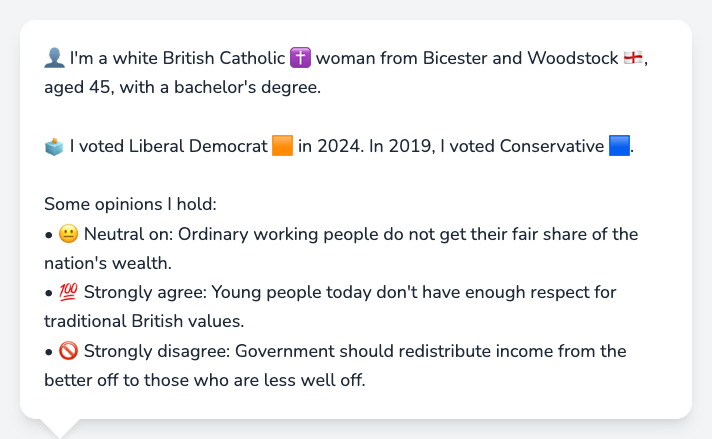 👤 I'm a white British Catholic ✝️ woman from Bicester and Woodstock 🏴󠁧󠁢󠁥󠁮󠁧󠁿,
aged 45, with a bachelor's degree.
🗳️ I voted Liberal Democrat 🟧 in 2024. In 2019, I voted Conservative 🟦.
Some opinions I hold:
• 😐 Neutral on: Ordinary working people do not get their fair share of the
nation's wealth.
• 💯 Strongly agree: Young people today don't have enough respect for
traditional British values.
• 🚫 Strongly disagree: Government should redistribute income from the
better off to those who are less well off.